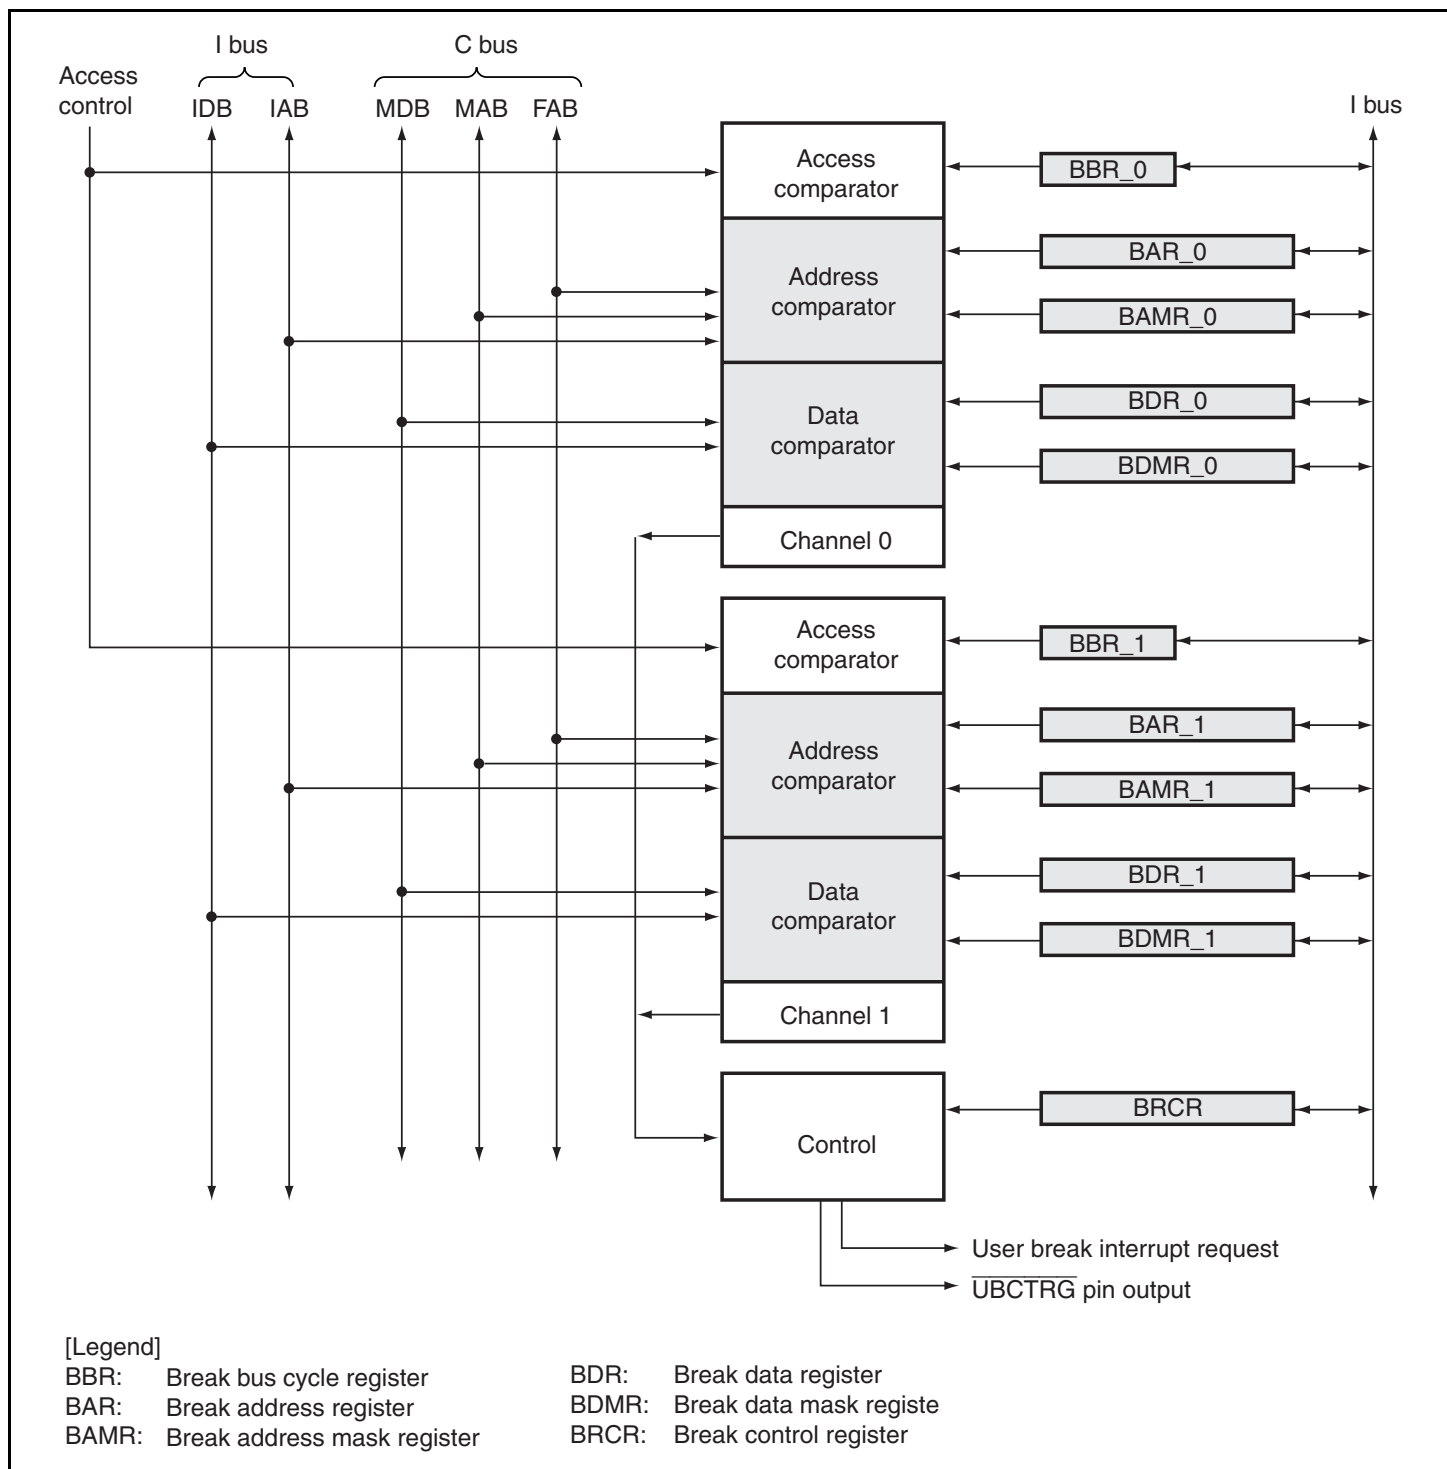 I bus
C bus
Access
control
IDB
IAB
MDB
MAB
FAB
I bus
Access
comparator
BBR_0
Address
comparator
BAR_0
BAMR_0
Data
comparator
BDR_0
BDMR_0
Channel 0
Access
comparator
BBR_1
Address
comparator
BAR_1
BAMR_1
Data
comparator
BDR_1
BDMR_1
Channel 1
Control
BRCR
User break interrupt request
UBCTRG pin output
[Legend]
BBR: Break bus cycle register
BAR: Break address register
BAMR: Break address mask register
BDR: Break data register
BDMR: Break data mask registe
BRCR: Break control register